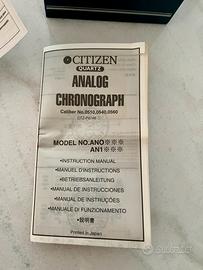 CITIZEN
QUARTZ
ANALOG
CHRONOGRAPH
Caliber No.0510,0540,0560
MODEL NO.AN0※※※
AN1※※※
•INSTRUCTION MANUAL
•MANUEL D'INSTRUCTIONS
•BETRIEBSANLEITUNG
•MANUAL DE INSTRUCCIONES
•MANUAL DE INSTRUÇÕES
•MANUALE DI FUNZIONAMENTO
•説明書
Printed in Japan
Subito